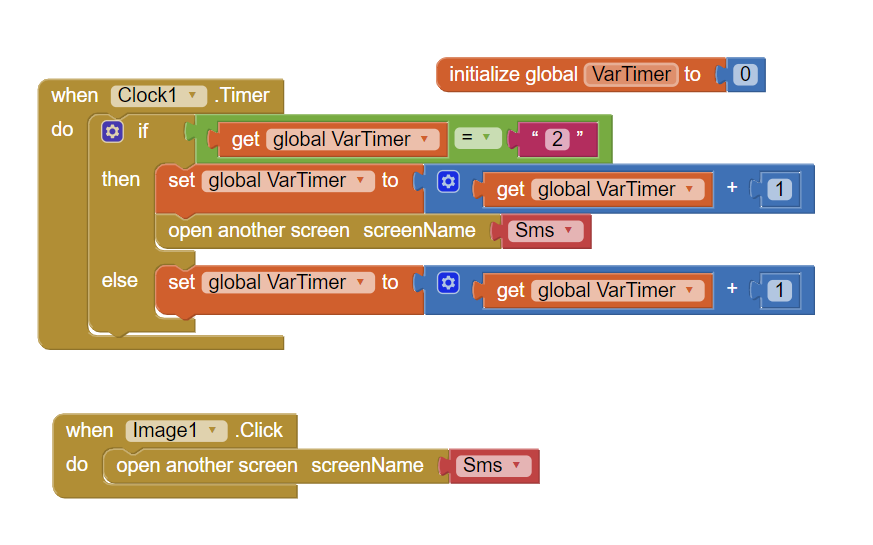 initialize global VarTimer to 0
when Clock1 .Timer
do if get global VarTimer = “ 2 ”
then set global VarTimer to get global VarTimer + 1
open another screen screenName Sms
else set global VarTimer to get global VarTimer + 1
when Image1 .Click
do open another screen screenName Sms